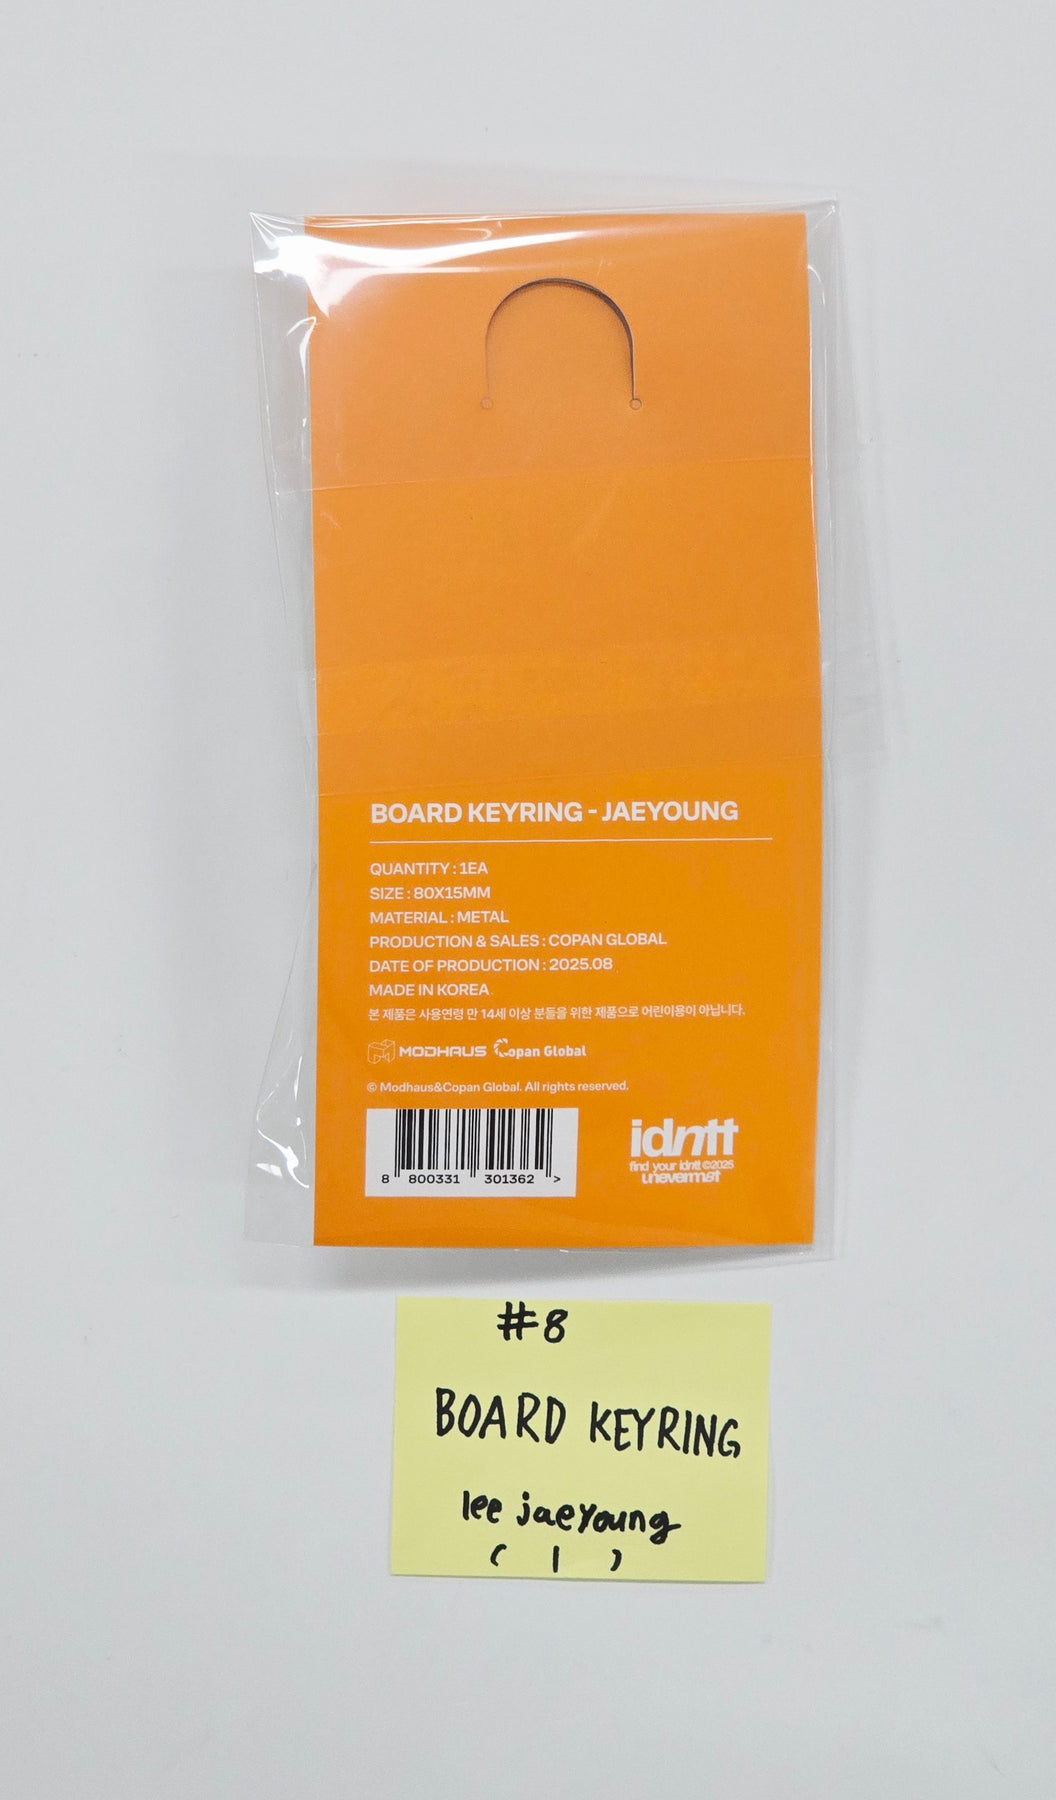 BOARD KEYRING - JAEYOUNG
QUANTITY : 1EA
SIZE : 80X15MM
MATERIAL : METAL
PRODUCTION & SALES : COPAN GLOBAL
DATE OF PRODUCTION : 2025.08
MADE IN KOREA
본 제품은 사용연령 만 14세 이상 분들을 위한 제품으로 어린이용이 아닙니다.
MODHAUS Copan Global
© Modhaus&Copan Global. All rights reserved.
8 800331 301362 >
idntt
find your idntt ©2025
unevermet
#8
BOARD KEYRING
lee jaeyoung
( 1 )